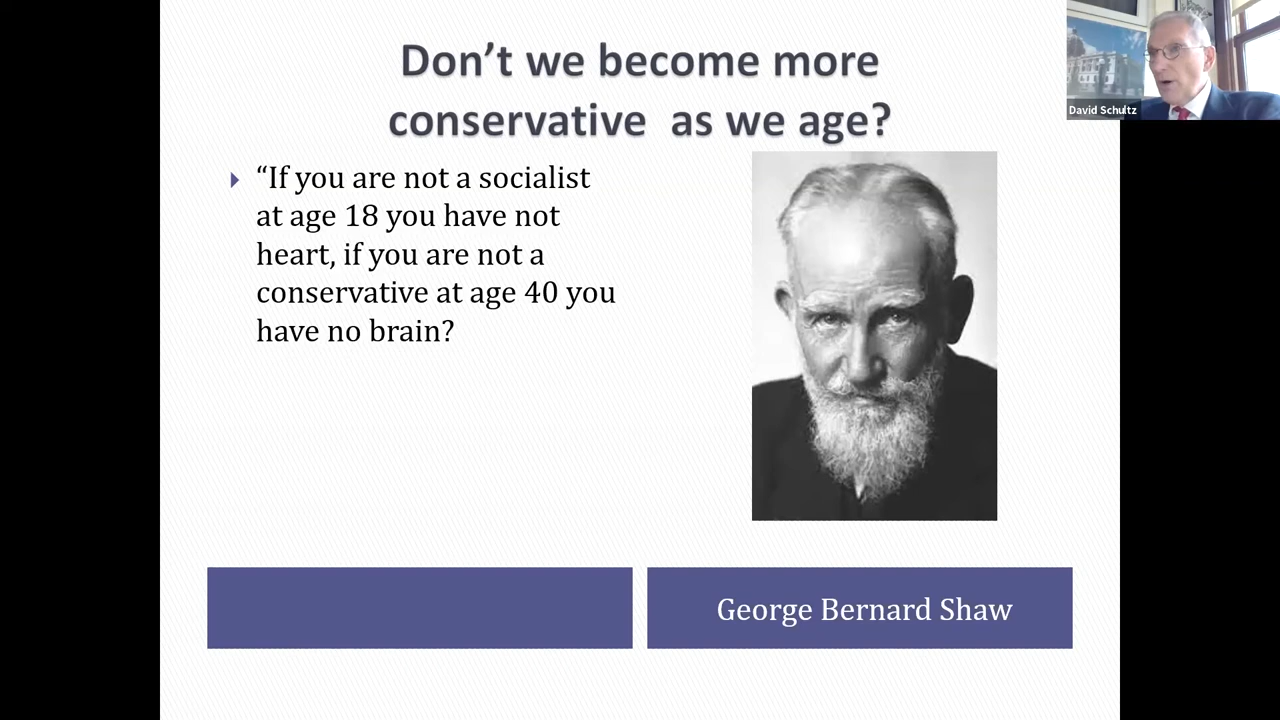 Don’t we become more
conservative  as we age?
“If you are not a socialist
at age 18 you have not
heart, if you are not a
conservative at age 40 you
have no brain?
George Bernard Shaw
David Schultz